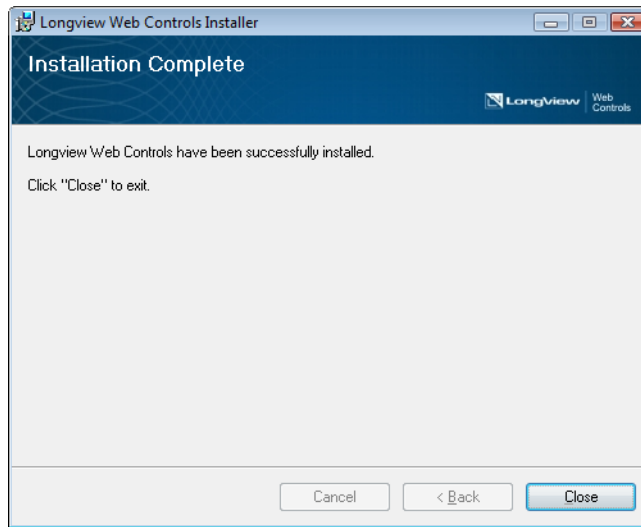 Longview Web Controls Installer
Installation Complete
LongView
Web
Controls
Longview Web Controls have been successfully installed.
Click "Close" to exit.
Cancel
< Back
Close